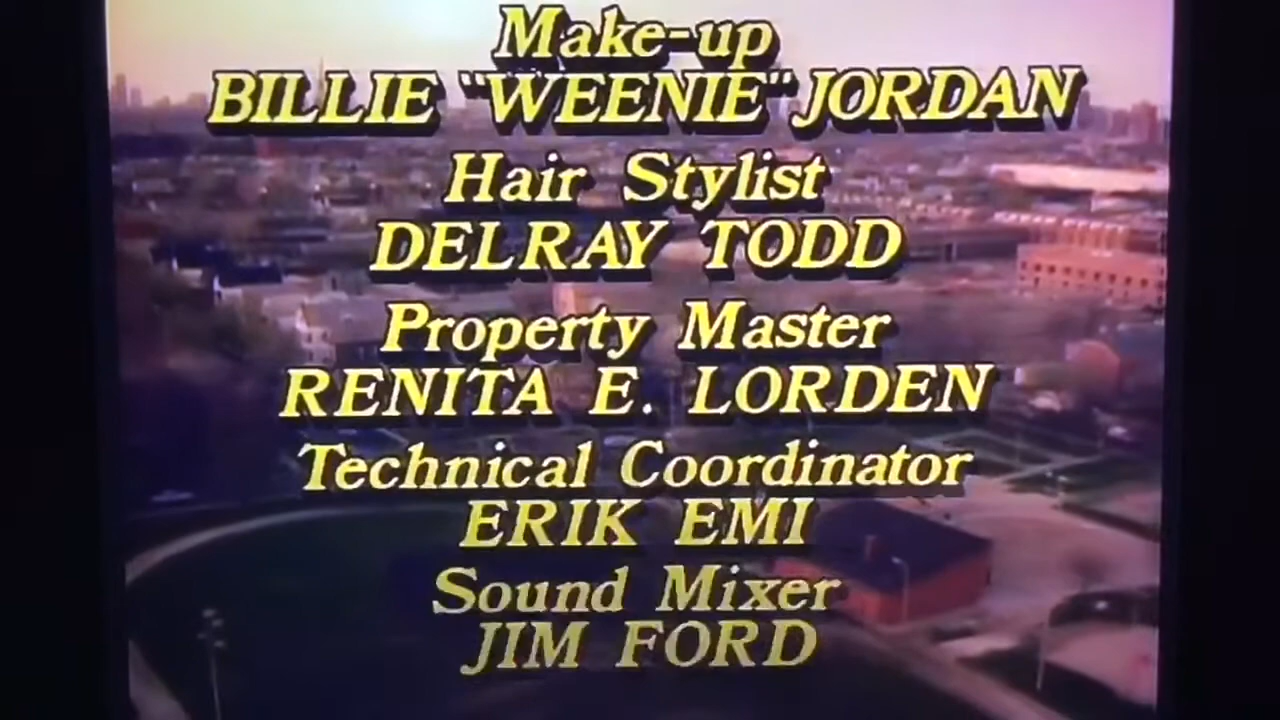 Make-up
BILLIE "WEENIE" JORDAN
Hair Stylist
DELRAY TODD
Property Master
RENITA E. LORDEN
Technical Coordinator
ERIK EMI
Sound Mixer
JIM FORD